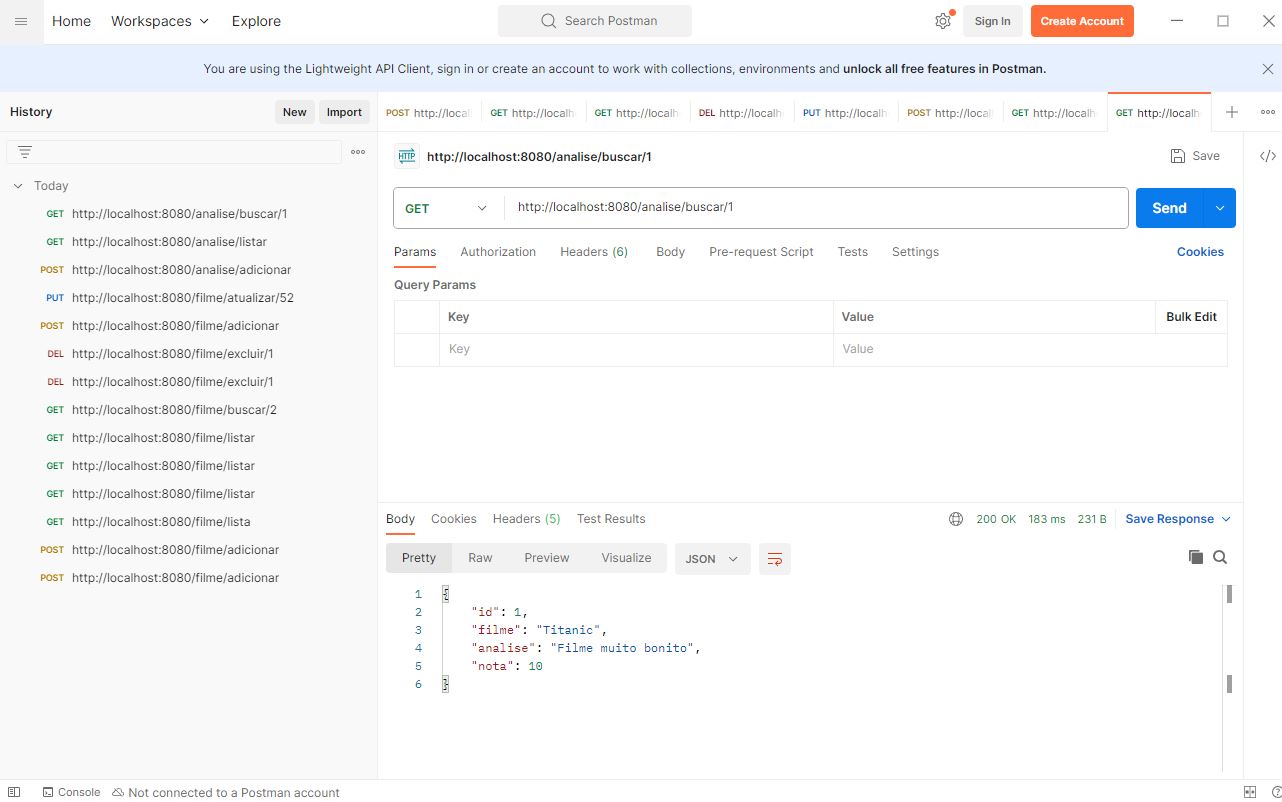 Home Workspaces Explore Search Postman Sign In Create Account
You are using the Lightweight API Client, sign in or create an account to work with collections, environments and unlock all free features in Postman.
History New Import
POST http://local GET http://localh GET http://localh DEL http://localh PUT http://local POST http://local GET http://localh GET http://localh
Today
GET http://localhost:8080/analise/buscar/1
GET http://localhost:8080/analise/listar
POST http://localhost:8080/analise/adicionar
PUT http://localhost:8080/filme/atualizar/52
POST http://localhost:8080/filme/adicionar
DEL http://localhost:8080/filme/excluir/1
DEL http://localhost:8080/filme/excluir/1
GET http://localhost:8080/filme/buscar/2
GET http://localhost:8080/filme/listar
GET http://localhost:8080/filme/listar
GET http://localhost:8080/filme/listar
GET http://localhost:8080/filme/lista
POST http://localhost:8080/filme/adicionar
POST http://localhost:8080/filme/adicionar
HTTP http://localhost:8080/analise/buscar/1 Save </>
GET http://localhost:8080/analise/buscar/1 Send
Params Authorization Headers (6) Body Pre-request Script Tests Settings Cookies
Query Params
Key Value Bulk Edit
Key Value
Body Cookies Headers (5) Test Results 200 OK 183 ms 231 B Save Response
Pretty Raw Preview Visualize JSON
1 {
2 "id": 1,
3 "filme": "Titanic",
4 "analise": "Filme muito bonito",
5 "nota": 10
6 }
Console Not connected to a Postman account